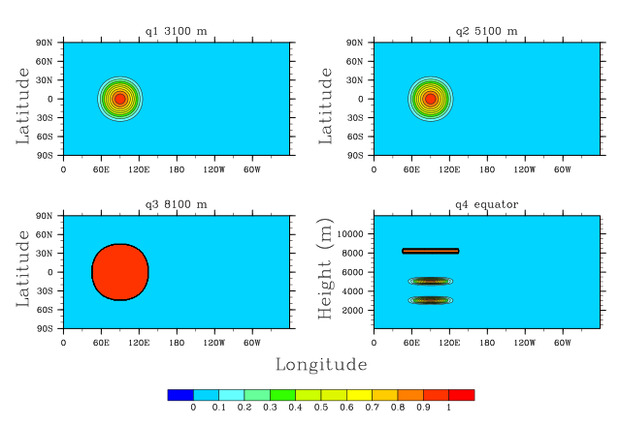 q1 3100 m
q2 5100 m
Latitude
90N
60N
30N
0
30S
60S
90S
0 60E 120E 180 120W 60W
Latitude
90N
60N
30N
0
30S
60S
90S
0 60E 120E 180 120W 60W
q3 8100 m
q4 equator
Latitude
90N
60N
30N
0
30S
60S
90S
0 60E 120E 180 120W 60W
Height (m)
10000
8000
6000
4000
2000
0 60E 120E 180 120W 60W
Longitude
0 0.1 0.2 0.3 0.4 0.5 0.6 0.7 0.8 0.9 1